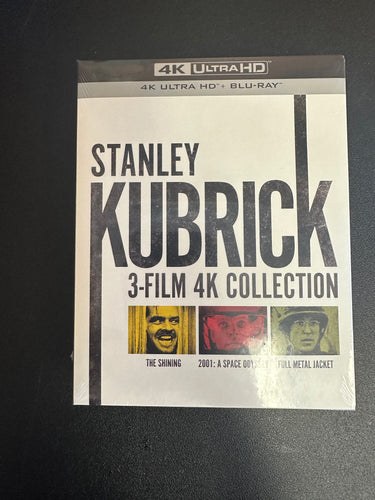 4K ULTRA HD
4K ULTRA HD + BLU-RAY
STANLEY
KUBRICK
3-FILM 4K COLLECTION
THE SHINING 2001: A SPACE ODYSSEY FULL METAL JACKET